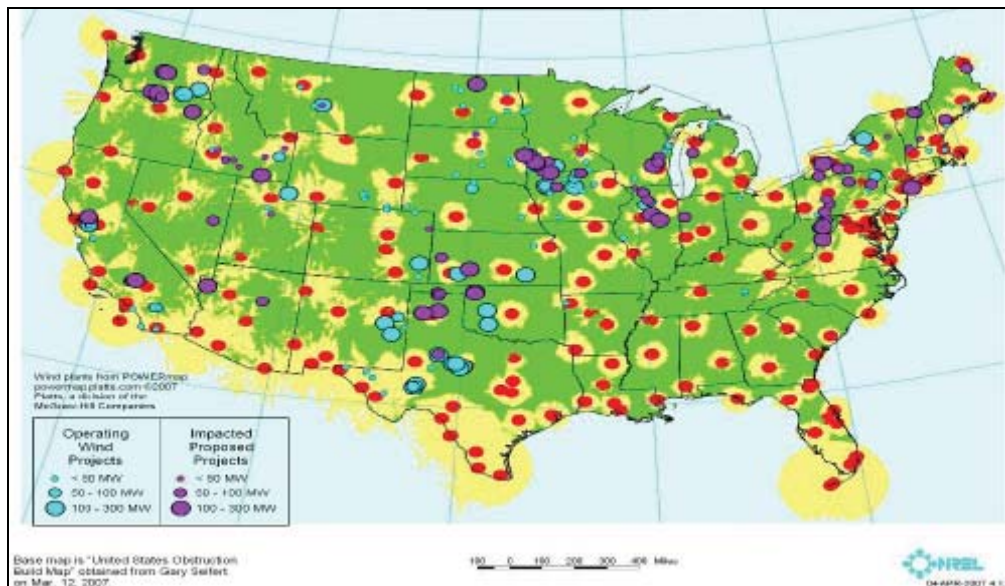 Wind plants from POWERmap
powermap.platts.com ©2007
Platts, a division of the
McGraw-Hill Companies
Operating
Wind
Projects
< 50 MW
50 - 100 MW
100 - 300 MW
Impacted
Proposed
Projects
< 50 MW
50 - 100 MW
100 - 300 MW
Base map is "United States Obstruction
Build Map" obtained from Gary Seifert
on Mar. 12, 2007
100 0 100 200 300 400 Miles
NREL
04-APR-2007